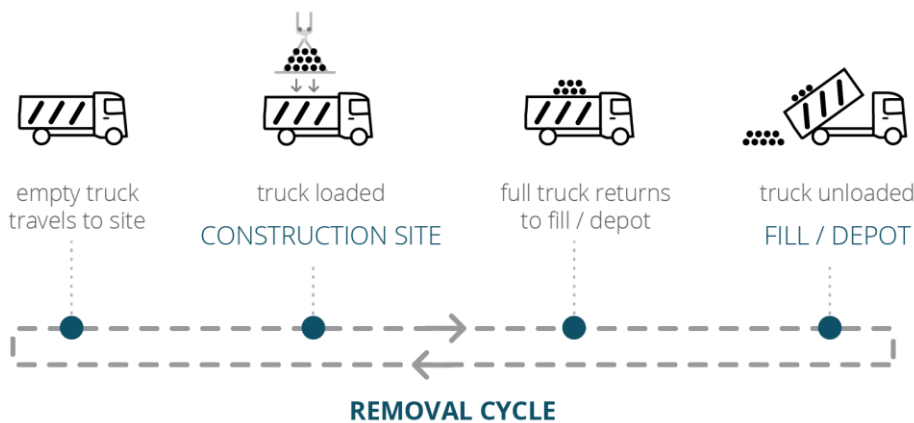 empty truck
travels to site
truck loaded
CONSTRUCTION SITE
full truck returns
to fill / depot
truck unloaded
FILL / DEPOT
REMOVAL CYCLE